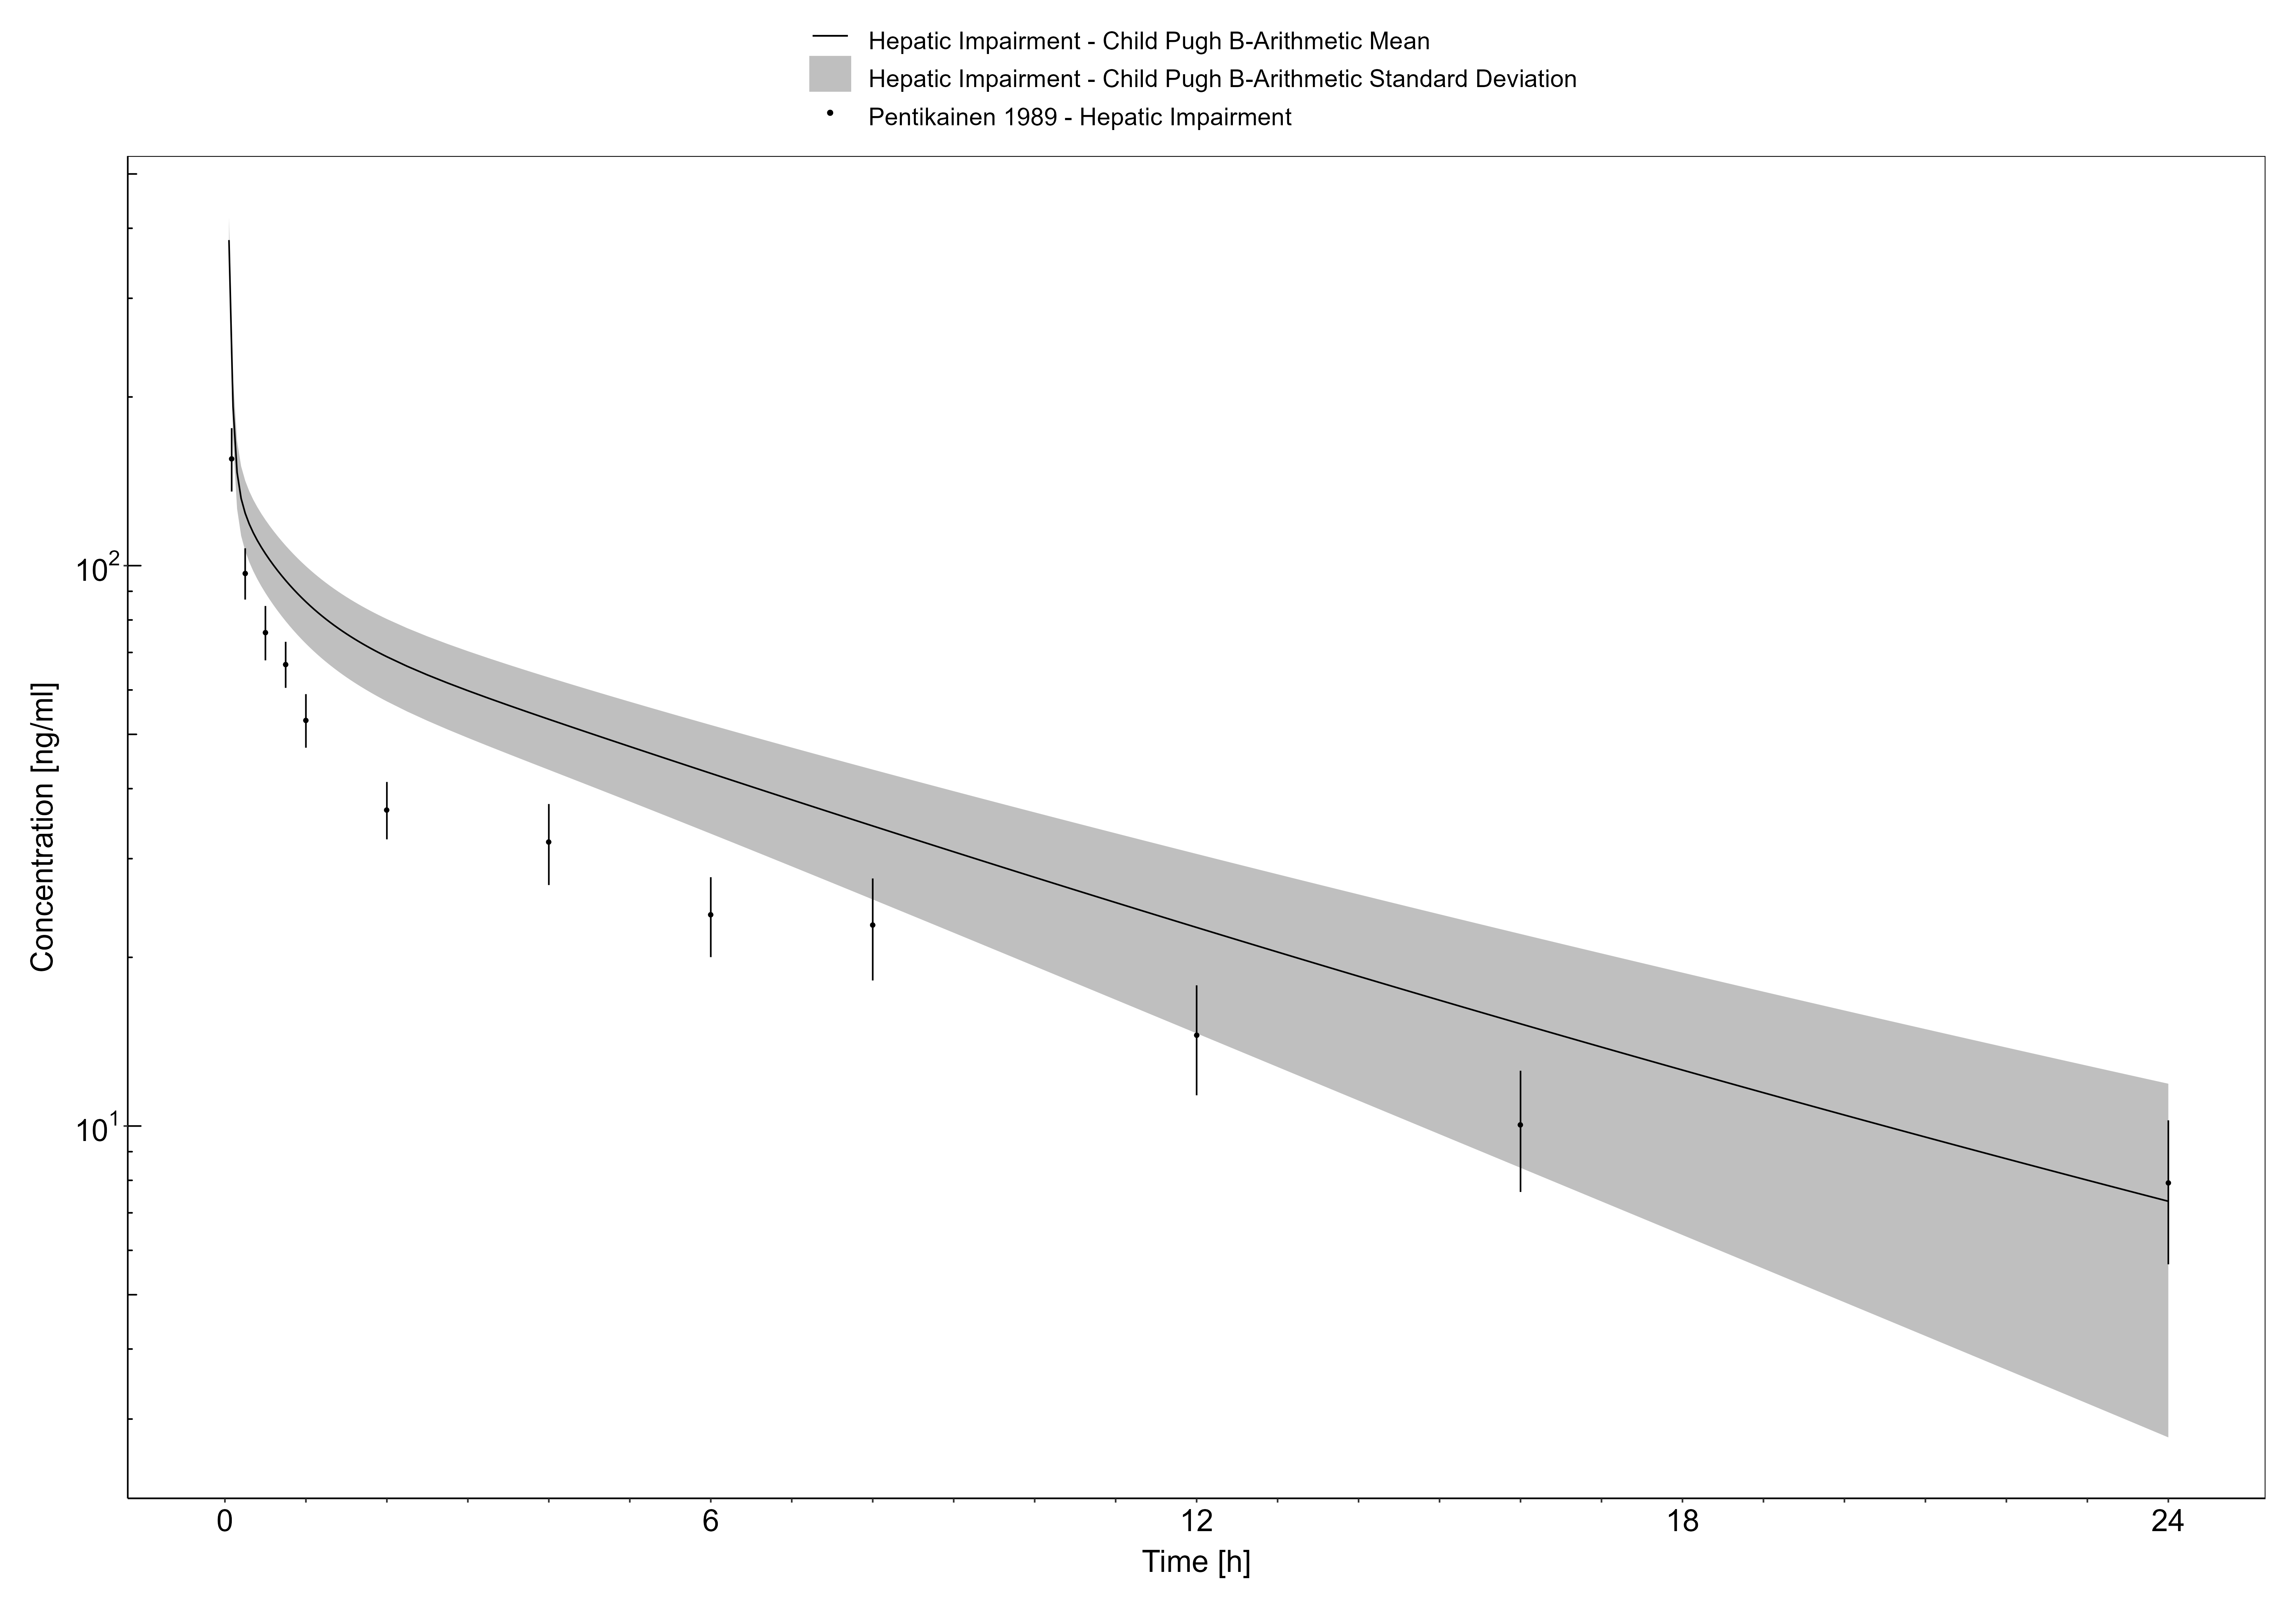 Hepatic Impairment - Child Pugh B-Arithmetic Mean
Hepatic Impairment - Child Pugh B-Arithmetic Standard Deviation
Pentikainen 1989 - Hepatic Impairment
Concentration [ng/ml]
10²
10¹
0 6 12 18 24
Time [h]